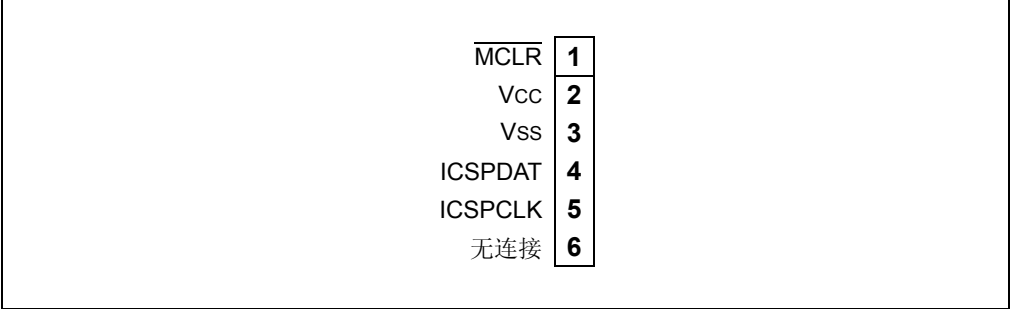 MCLR 1
VCC 2
VSS 3
ICSPDAT 4
ICSPCLK 5
无连接 6